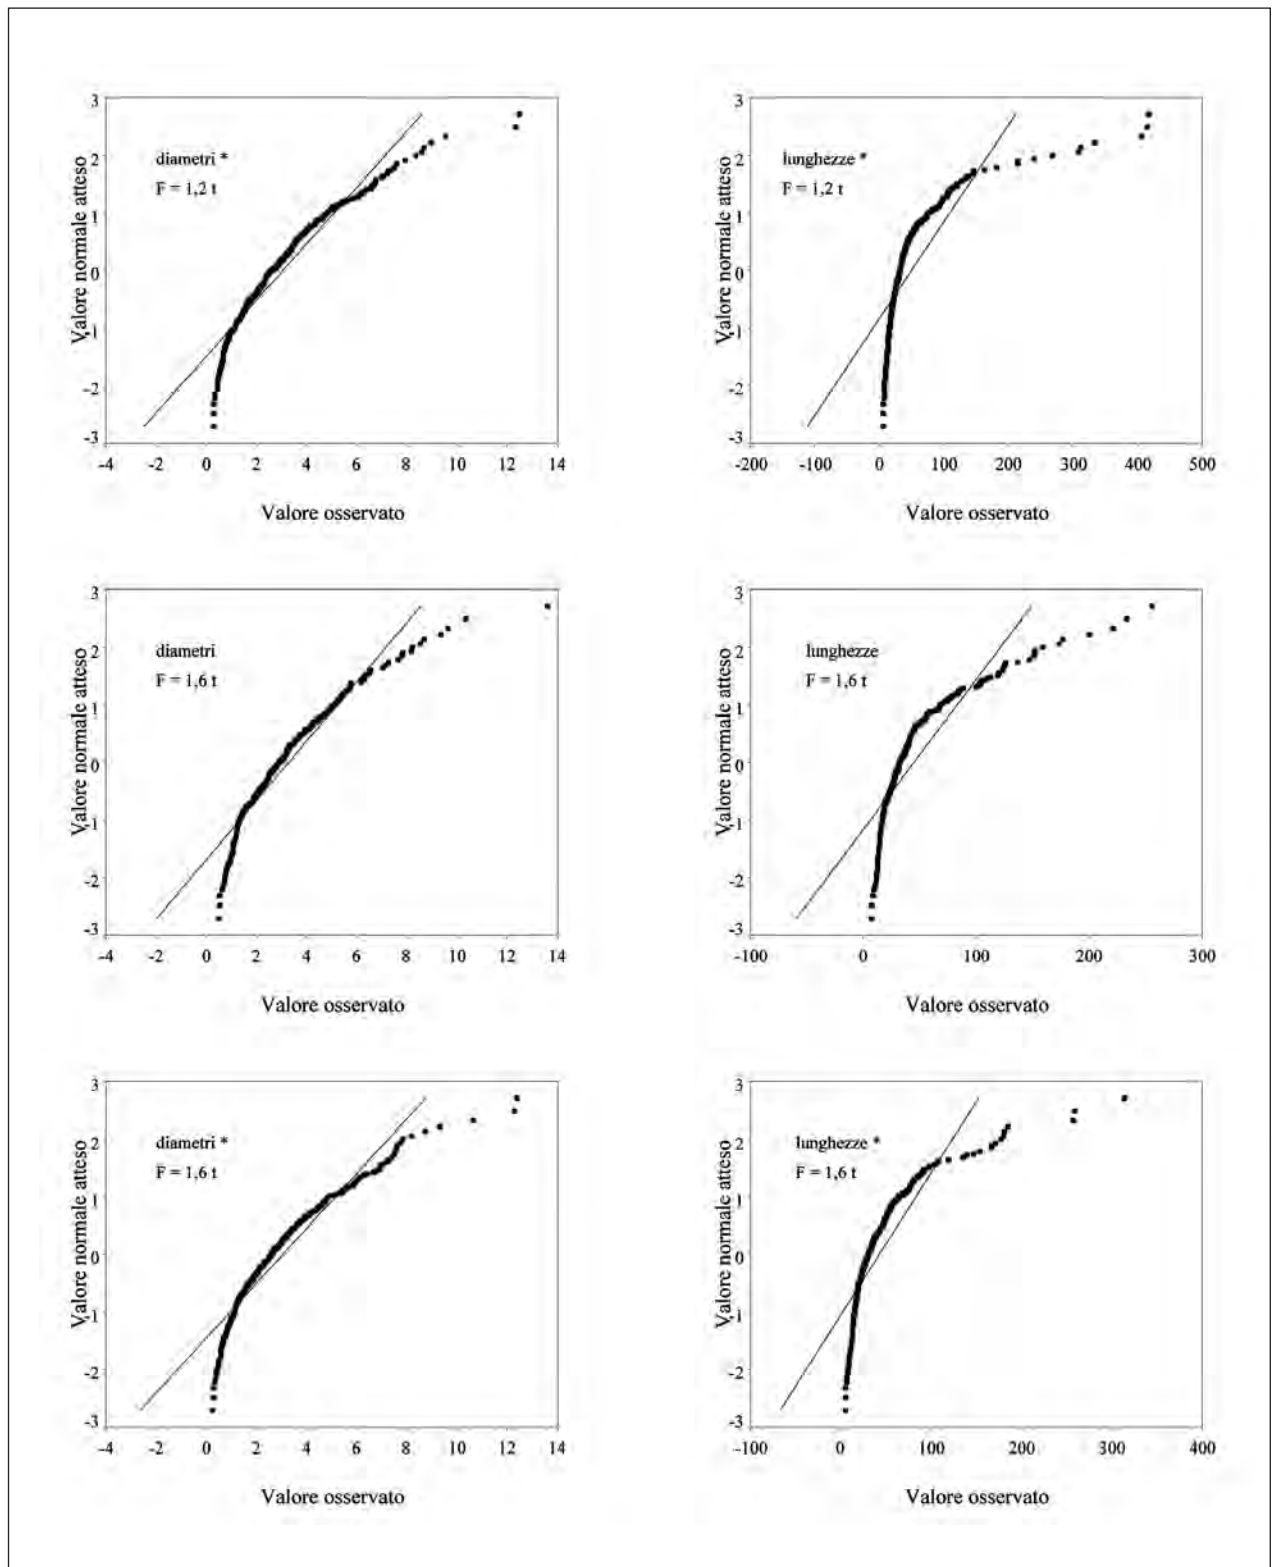 3
2
1
0
-1
-2
-3
Valore normale atteso
diametri *
F = 1,2 t
-4 -2 0 2 4 6 8 10 12 14
Valore osservato
3
2
1
0
-1
-2
-3
Valore normale atteso
lunghezze *
F = 1,2 t
-200 -100 0 100 200 300 400 500
Valore osservato
3
2
1
0
-1
-2
-3
Valore normale atteso
diametri
F = 1,6 t
-4 -2 0 2 4 6 8 10 12 14
Valore osservato
3
2
1
0
-1
-2
-3
Valore normale atteso
lunghezze
F = 1,6 t
-100 0 100 200 300
Valore osservato
3
2
1
0
-1
-2
-3
Valore normale atteso
diametri *
F = 1,6 t
-4 -2 0 2 4 6 8 10 12 14
Valore osservato
3
2
1
0
-1
-2
-3
Valore normale atteso
lunghezze *
F = 1,6 t
-100 0 100 200 300 400
Valore osservato